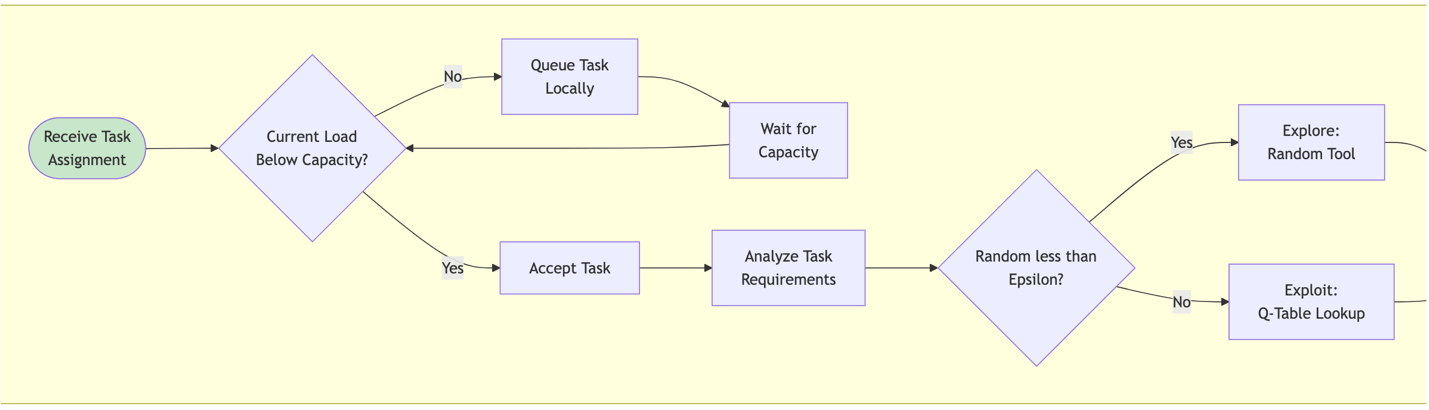 Receive Task
Assignment
Current Load
Below Capacity?
No
Queue Task
Locally
Wait for
Capacity
Yes
Accept Task
Analyze Task
Requirements
Random less than
Epsilon?
Yes
Explore:
Random Tool
No
Exploit:
Q-Table Lookup